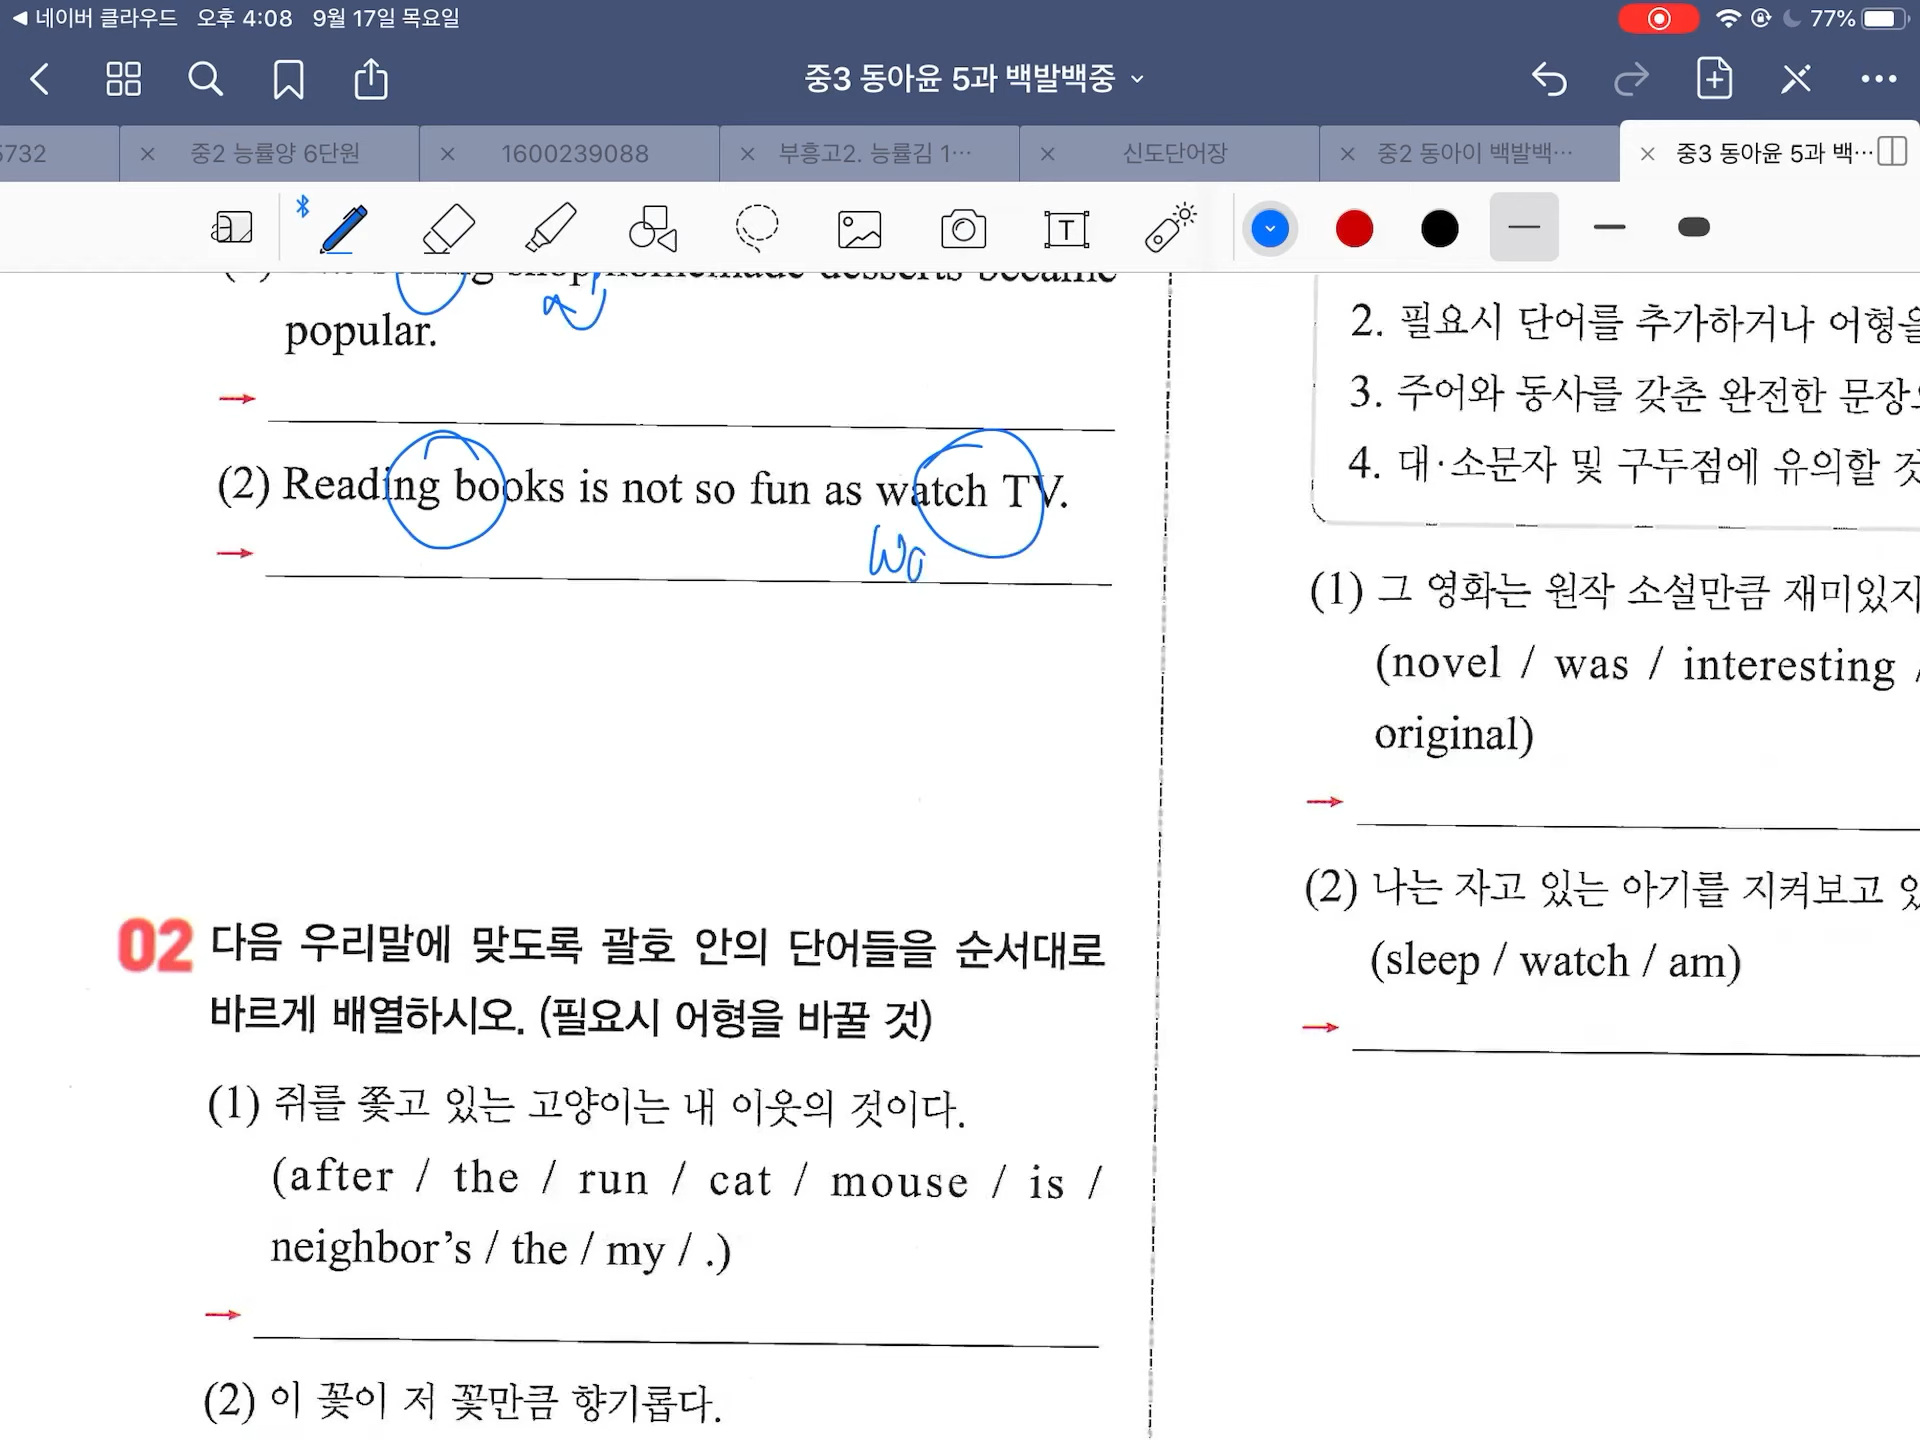 네이버 클라우드 오후 4:08 9월 17일 목요일
77%
중3 동아윤 5과 백발백중
5732
중2 능률양 6단원
1600239088
부흥고2. 능률김 1…
신도단어장
중2 동아이 백발백…
중3 동아윤 5과 백…
T
shop homemade desserts became
popular.
→
(2) Reading books is not so fun as watch TV.
wa
→
02 다음 우리말에 맞도록 괄호 안의 단어들을 순서대로
바르게 배열하시오. (필요시 어형을 바꿀 것)
(1) 쥐를 쫓고 있는 고양이는 내 이웃의 것이다.
(after / the / run / cat / mouse / is /
neighbor's / the / my / .)
→
(2) 이 꽃이 저 꽃만큼 향기롭다.
2. 필요시 단어를 추가하거나 어형을
3. 주어와 동사를 갖춘 완전한 문장
4. 대·소문자 및 구두점에 유의할 것
(1) 그 영화는 원작 소설만큼 재미있지
(novel / was / interesting /
original)
→
(2) 나는 자고 있는 아기를 지켜보고 있
(sleep / watch / am)
→